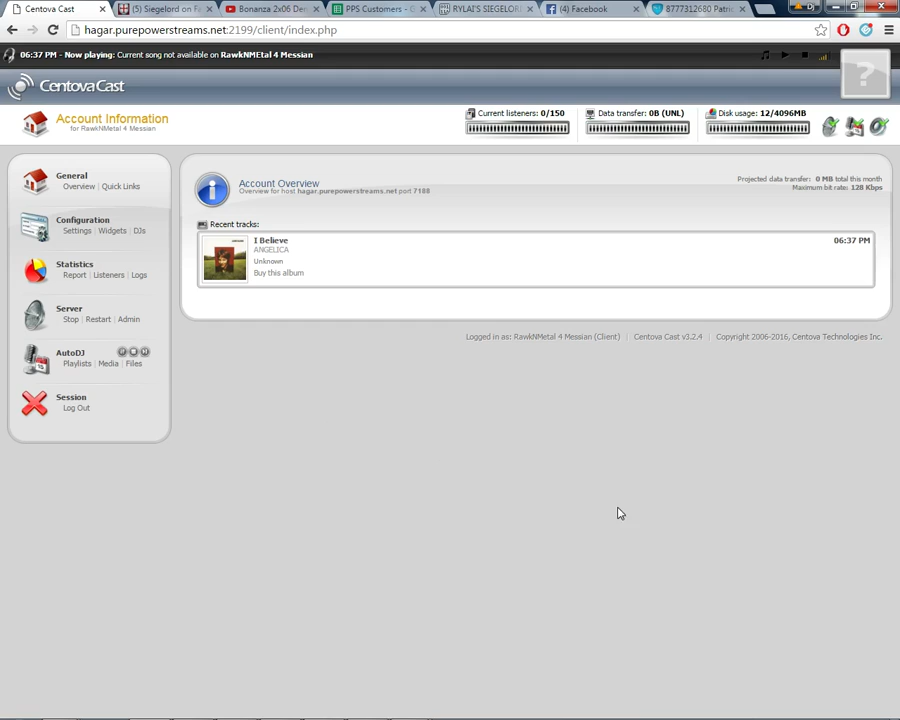 Centova Cast
(5) Siegelord on F
Bonanza 2x06 De
PPS Customers - G
RYLAI'S SIEGELOR
(4) Facebook
8777312680 Patri
Dj
hagar.purepowerstreams.net:2199/client/index.php
06:37 PM - Now playing: Current song not available on RawkNMEtal 4 Messian
CentovaCast
?
Account Information
for RawkNMetal 4 Messian
Current listeners: 0/150
Data transfer: 0B (UNL)
Disk usage: 12/4096MB
General
Overview | Quick Links
Configuration
Settings | Widgets | DJs
Statistics
Report | Listeners | Logs
Server
Stop | Restart | Admin
AutoDJ
Playlists | Media | Files
Session
Log Out
Account Overview
Overview for host hagar.purepowerstreams.net port 7188
Projected data transfer: 0 MB total this month
Maximum bit rate: 128 Kbps
Recent tracks:
I Believe
06:37 PM
ANGELICA
Unknown
Buy this album
Logged in as: RawkNMetal 4 Messian (Client) | Centova Cast v3.2.4 | Copyright 2006-2016, Centova Technologies Inc.